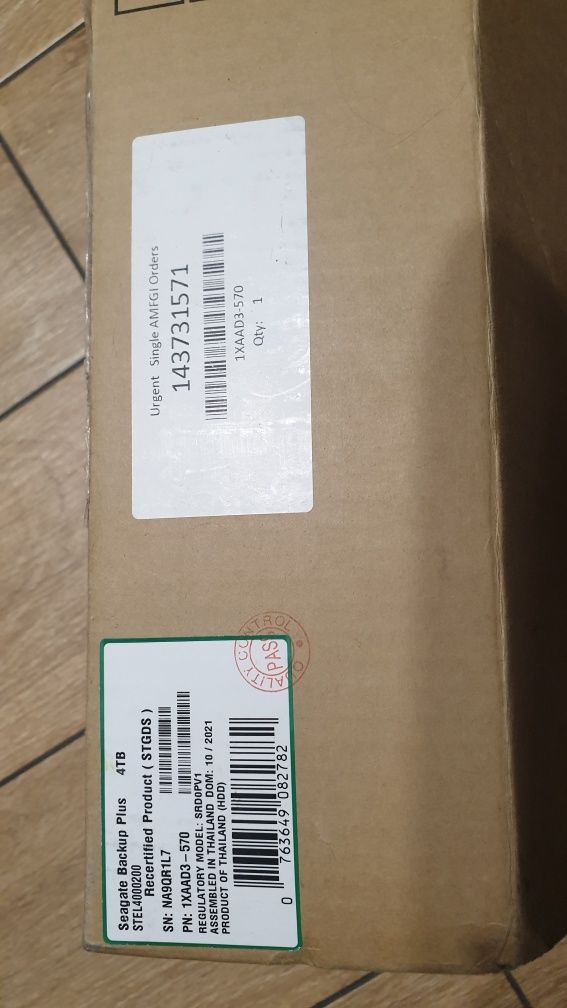 Urgent Single AMFGI Orders
143731571
1XAAD3-570
Qty: 1
Seagate Backup Plus 4TB
STEL4000200
Recertified Product ( STGDS )
SN: NA9QR1L7
PN: 1XAAD3-570
REGULATORY MODEL: SRD0PV1
ASSEMBLED IN THAILAND DOM: 10 / 2021
PRODUCT OF THAILAND (HDD)
0 763649 082782
QUALITY CONTROL
PASS